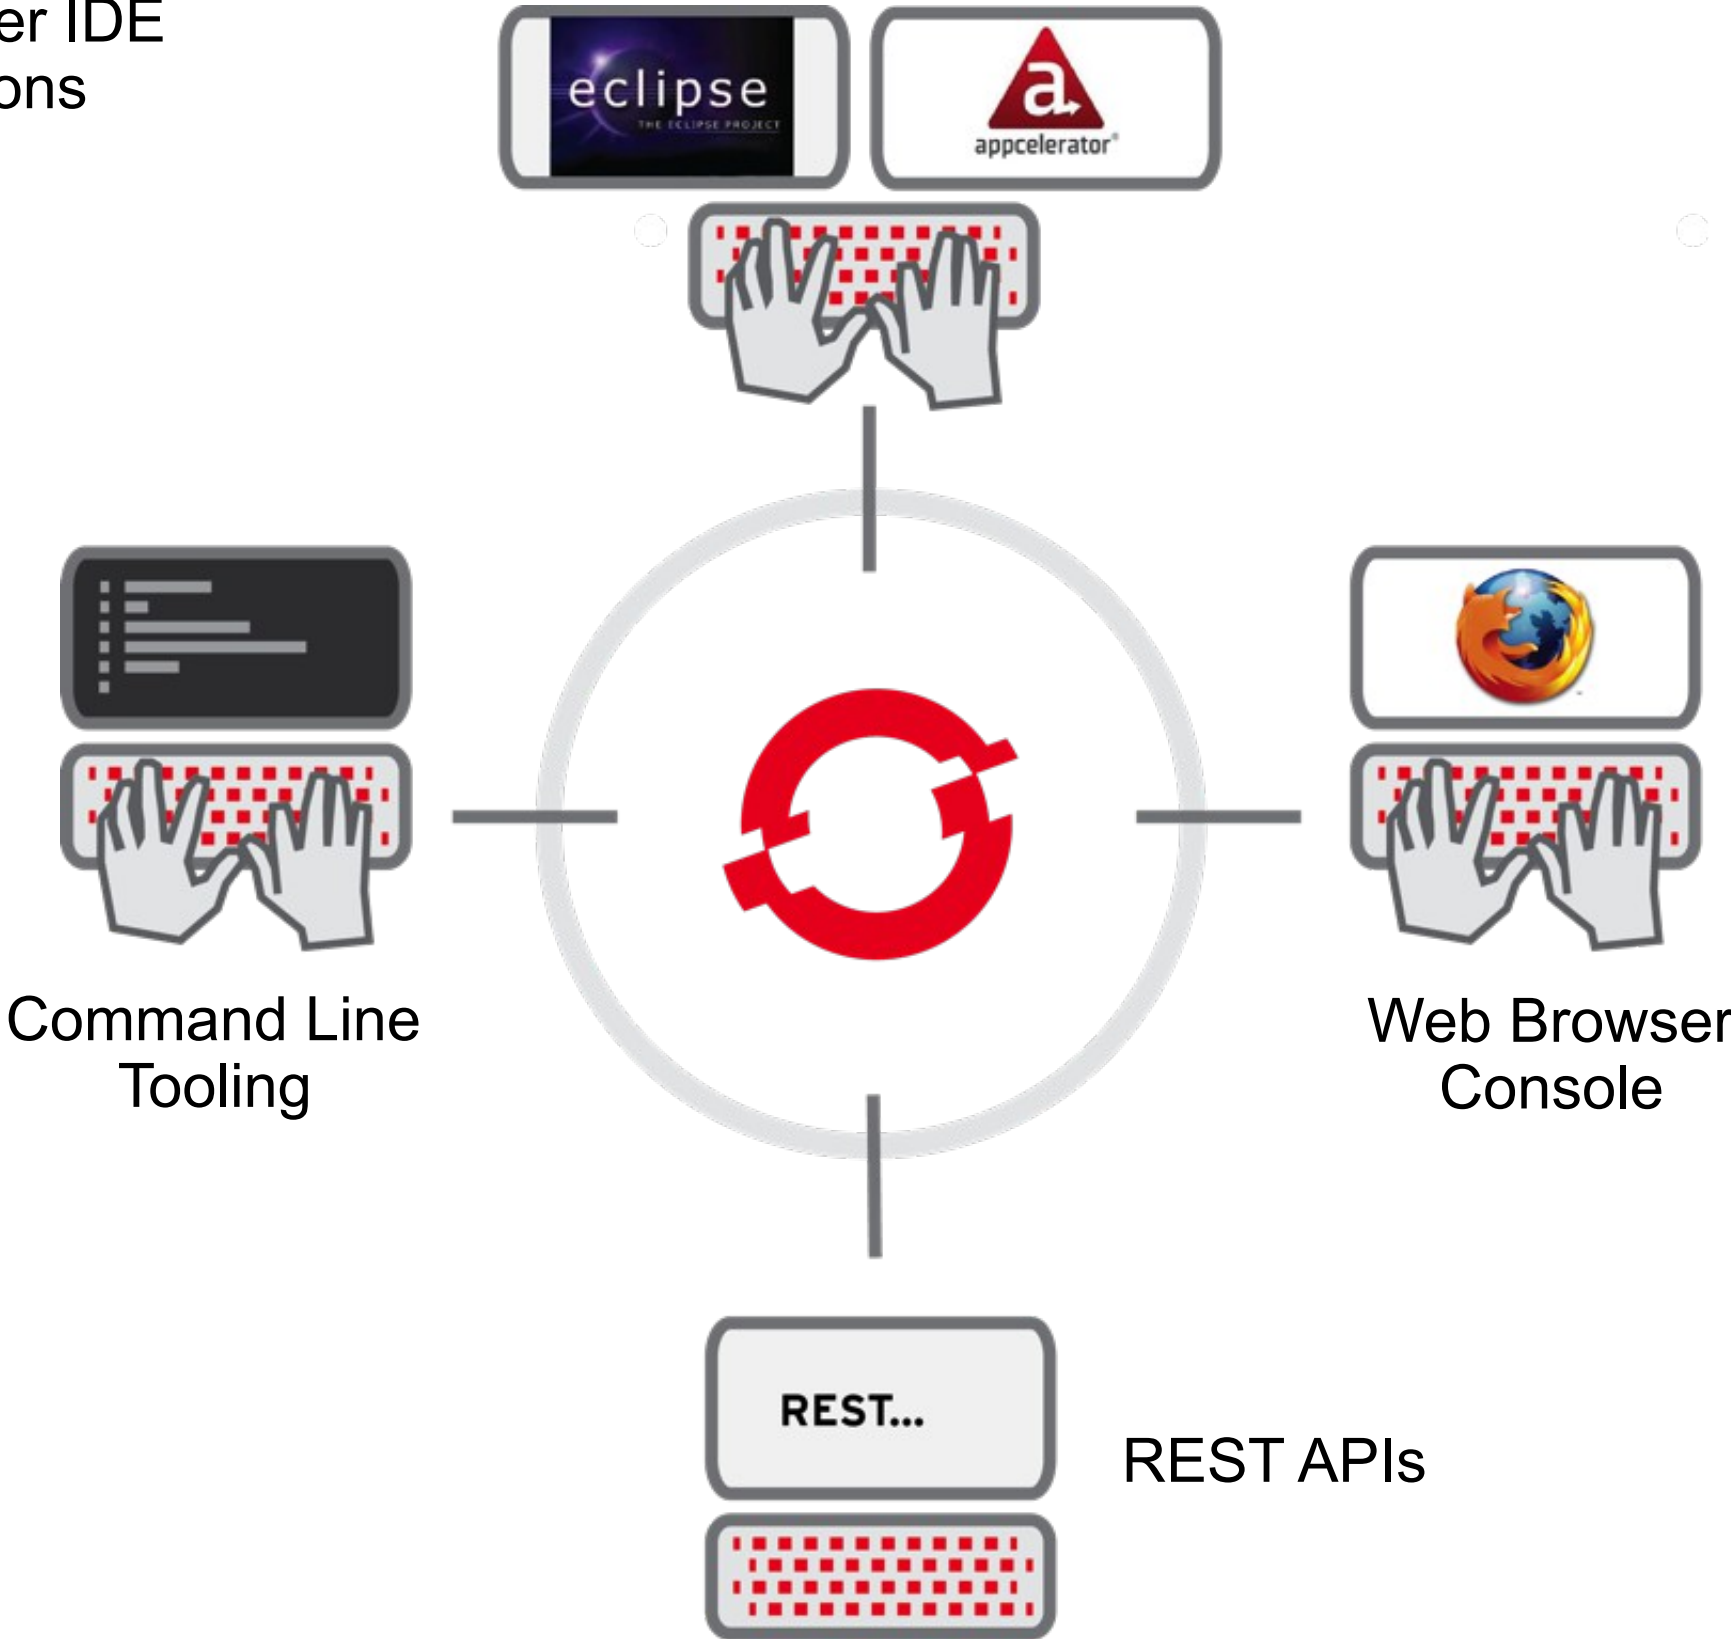 er IDE
ons
eclipse
THE ECLIPSE PROJECT
a
appcelerator®
Command Line
Tooling
Web Browser
Console
REST...
REST APIs